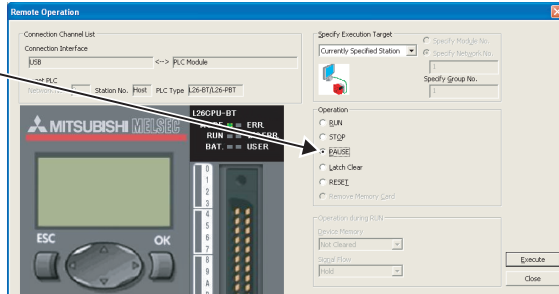 Remote Operation
Connection Channel List
Connection Interface
USB <--> PLC Module
PLC
Station No. Host PLC Type L26-BT/L26-PBT
MITSUBISHI MELSEC
L26CPU-BT
ERR.
RUN
BAT. USER
ESC OK
0
1
2
3
4
5
6
7
8
9
A
Specify Execution Target
Currently Specified Station
Specify Module No.
Specify Network No.
1
Specify Group No.
1
Operation
RUN
STOP
PAUSE
Latch Clear
RESET
Remove Memory Card
Operation during RUN
Device Memory
Not Cleared
Signal Flow
Hold
Execute
Close